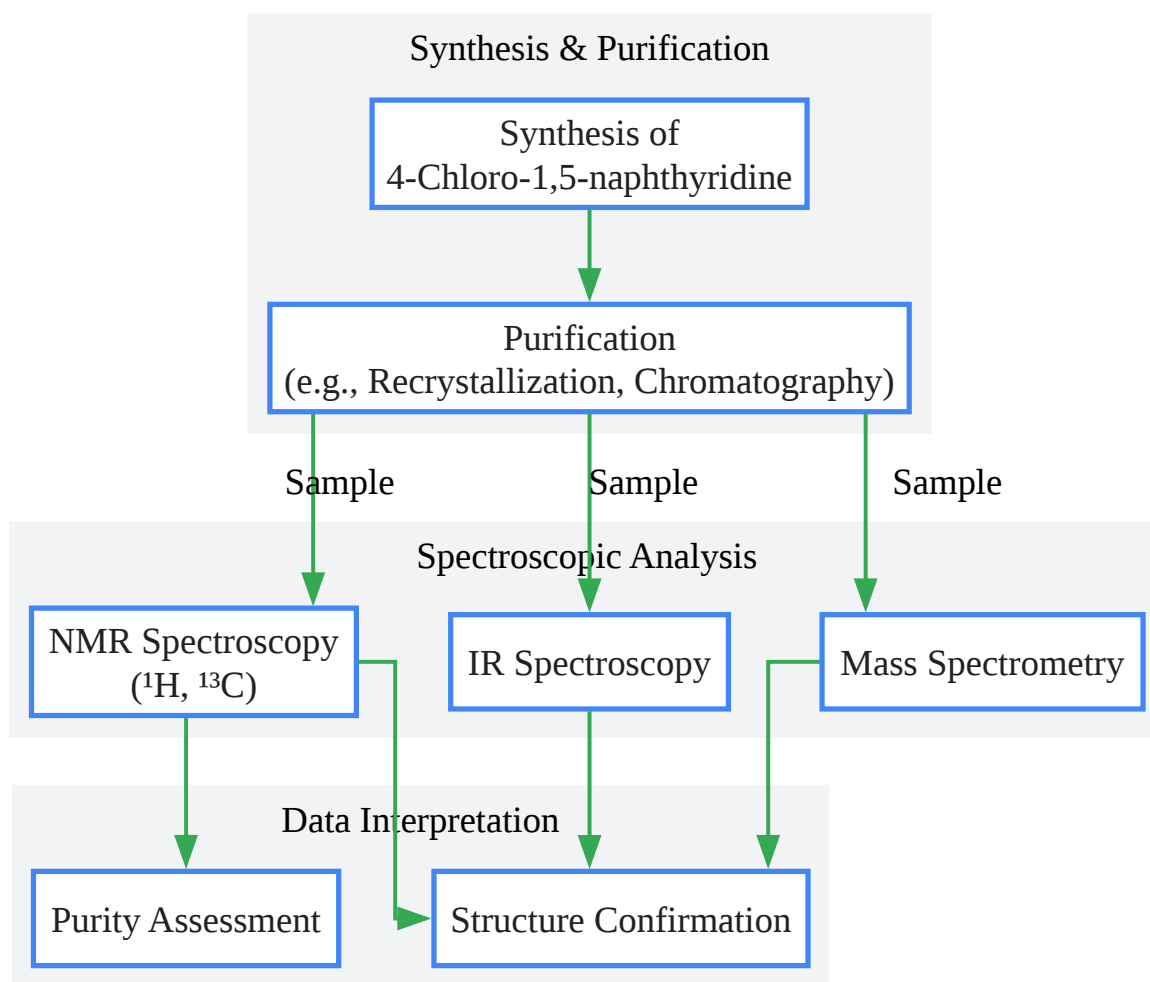 Synthesis & Purification
Synthesis of
4-Chloro-1,5-naphthyridine
Purification
(e.g., Recrystallization, Chromatography)
Sample
Sample
Sample
Spectroscopic Analysis
NMR Spectroscopy
(¹H, ¹³C)
IR Spectroscopy
Mass Spectrometry
Data Interpretation
Purity Assessment
Structure Confirmation